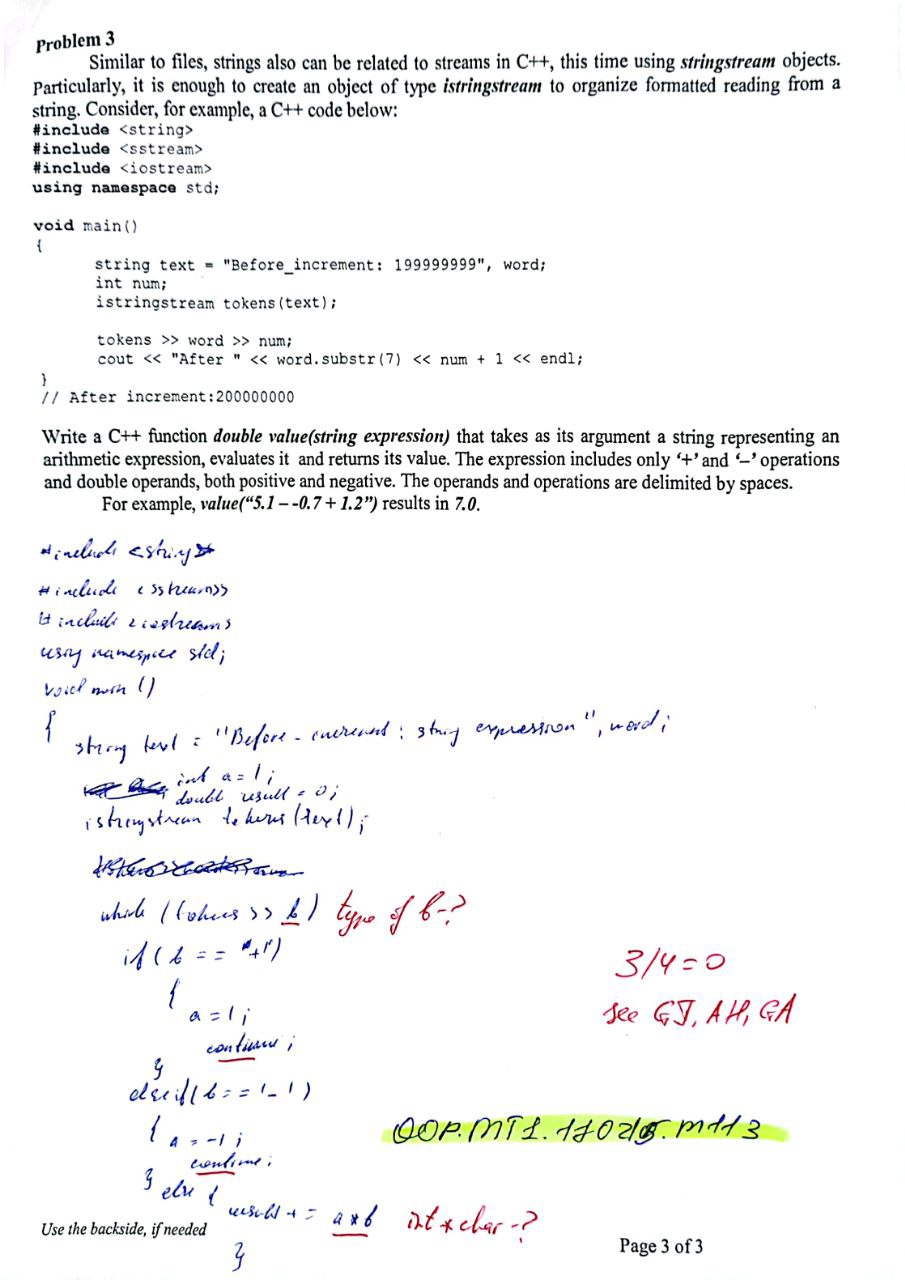 Problem 3
Similar to files, strings also can be related to streams in C++, this time using stringstream objects.
Particularly, it is enough to create an object of type istringstream to organize formatted reading from a
string. Consider, for example, a C++ code below:
#include <string>
#include <sstream>
#include <iostream>
using namespace std;
void main()
{
string text = "Before_increment: 199999999", word;
int num;
istringstream tokens(text);
tokens >> word >> num;
cout << "After " << word.substr(7) << num + 1 << endl;
}
// After increment:200000000
Write a C++ function double value(string expression) that takes as its argument a string representing an
arithmetic expression, evaluates it and returns its value. The expression includes only ‘+’ and ‘–’ operations
and double operands, both positive and negative. The operands and operations are delimited by spaces.
For example, value(“5.1 – -0.7 + 1.2”) results in 7.0.
#include <string>
#include <sstream>
#include <iostream>
using namespace std;
void main ()
{
string text = "Before - increment : string expression", word;
int a = 1;
double result = 0;
istringstream tokens (text);
while (tokens >> b) type of b-?
if (b == "+")
{
3/4=0
a = 1;
see GJ, AH, GA
continue;
}
else if (b == '-')
{
OOP.MT1.110215.M113
a = -1;
continue;
} else {
result += a * b int * char -?
Use the backside, if needed
Page 3 of 3
}